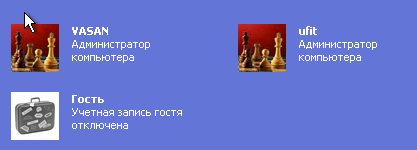 VASAN
Администратор
компьютера
ufit
Администратор
компьютера
Гость
Учетная запись гостя
отключена